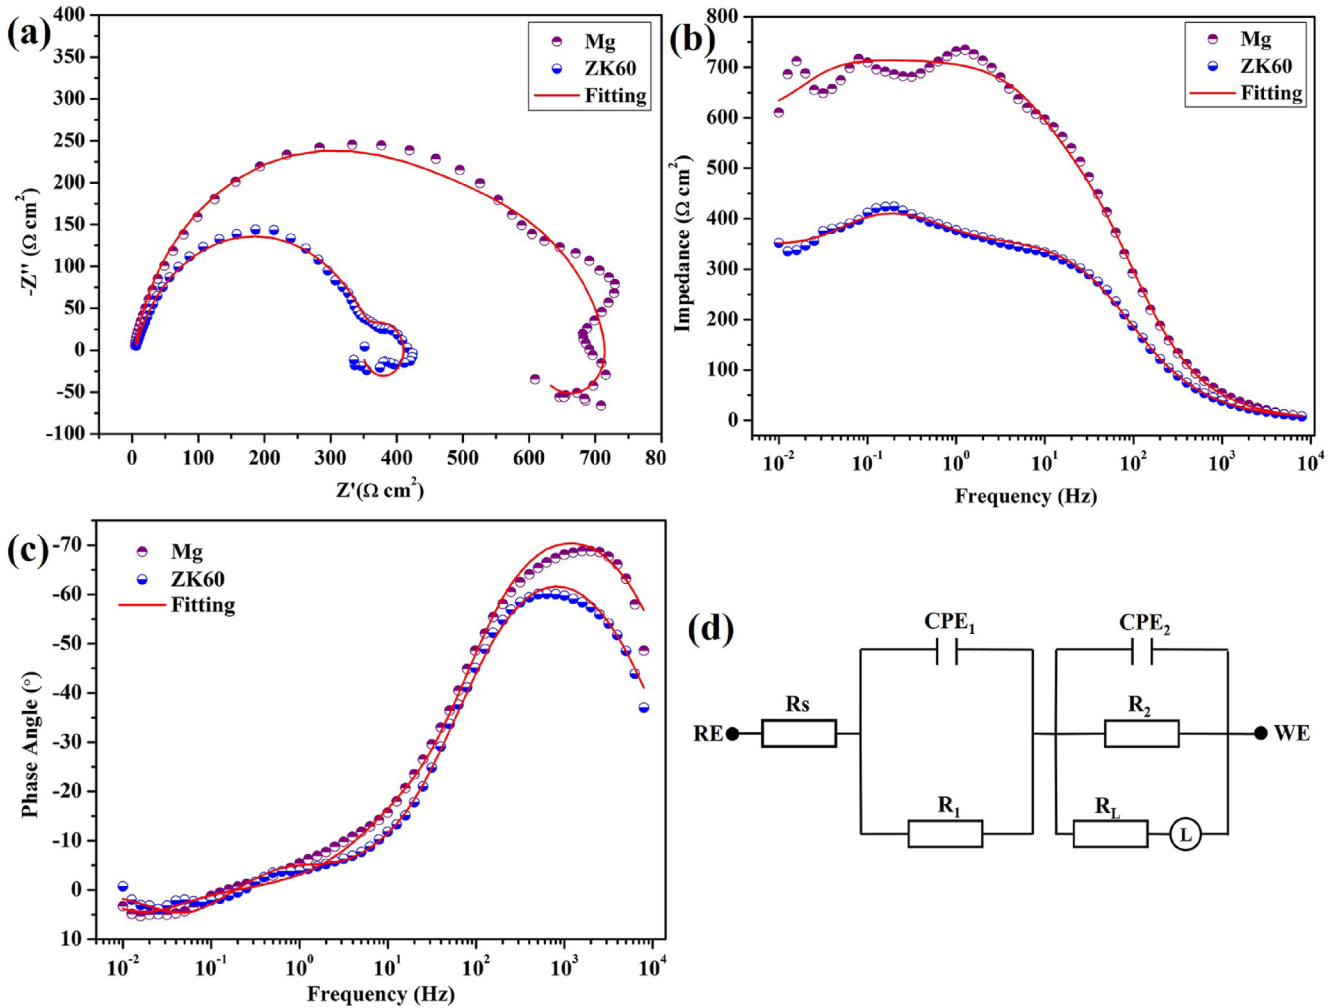 (a)
400
350
300
250
200
150
100
50
0
-50
-100
-Z'' (Ω cm²)
Mg
ZK60
Fitting
0 100 200 300 400 500 600 700 80
Z'(Ω cm²)
(b)
800
700
600
500
400
300
200
100
0
Impedance (Ω cm²)
Mg
ZK60
Fitting
10⁻² 10⁻¹ 10⁰ 10¹ 10² 10³ 10⁴
Frequency (Hz)
(c)
-70
-60
-50
-40
-30
-20
-10
0
10
Phase Angle (°)
Mg
ZK60
Fitting
10⁻² 10⁻¹ 10⁰ 10¹ 10² 10³ 10⁴
Frequency (Hz)
(d)
CPE₁ CPE₂
Rs R₂
RE WE
R₁ R_L L